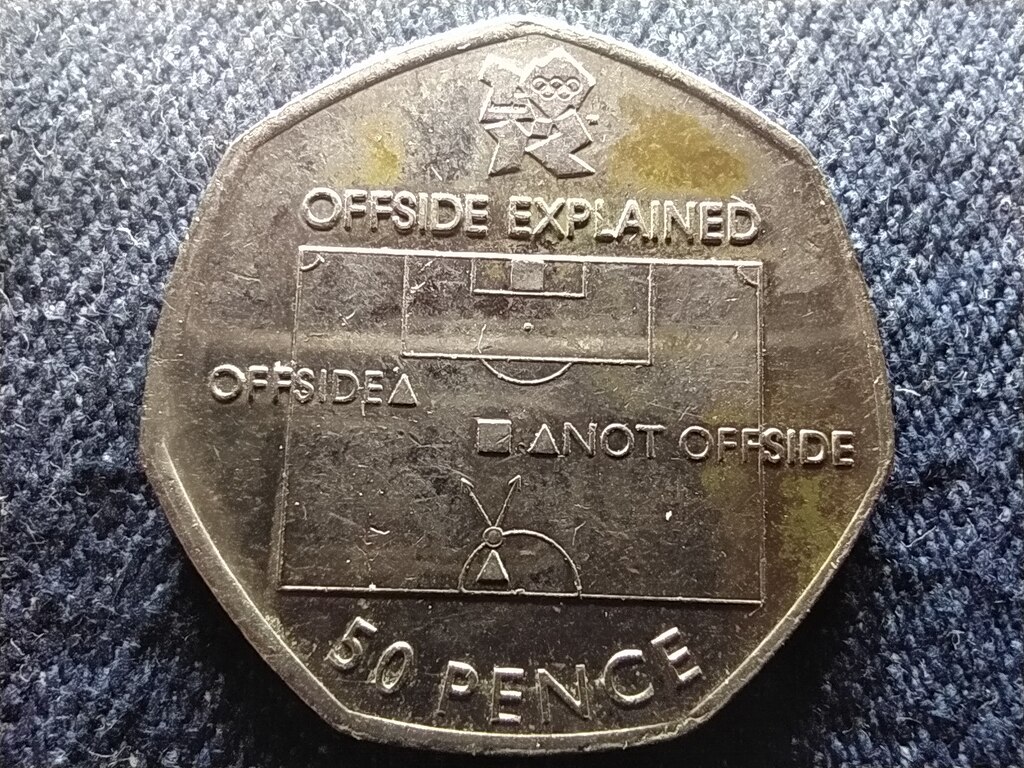 OFFSIDE EXPLAINED
OFFSIDE
NOT OFFSIDE
50 PENCE